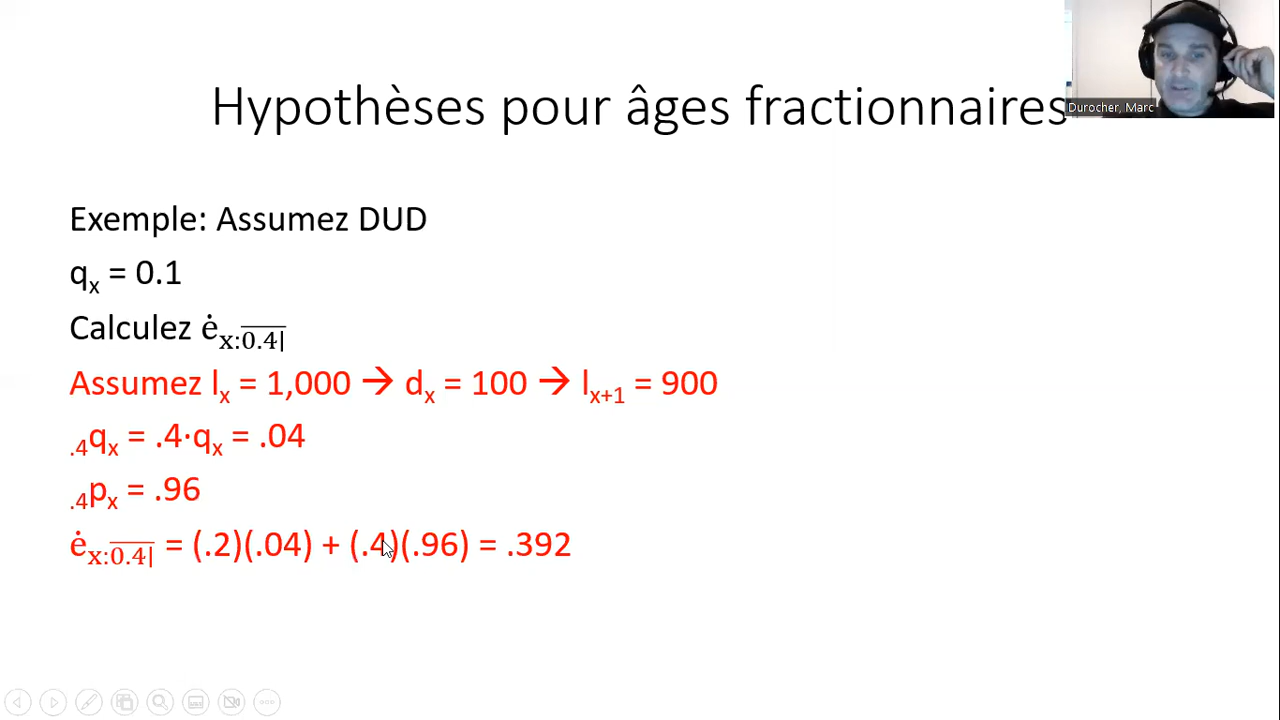 Hypothèses pour âges fractionnaires
Durocher, Marc
Exemple: Assumez DUD
qₓ = 0.1
Calculez ėx:0.4|
Assumez lₓ = 1,000 → dₓ = 100 → lₓ₊₁ = 900
.4qₓ = .4·qₓ = .04
.4pₓ = .96
ėx:0.4| = (.2)(.04) + (.4)(.96) = .392